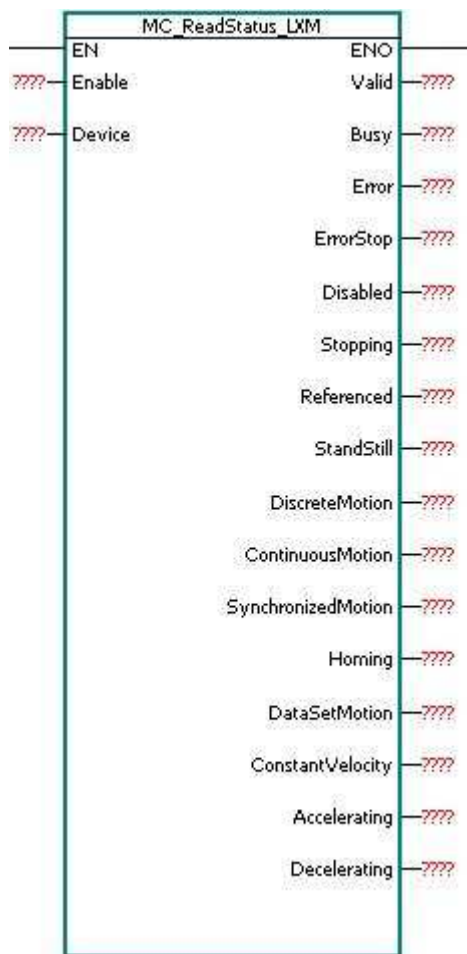 MC_ReadStatus_LXM
EN ENO
???? Enable Valid ????
???? Device Busy ????
Error ????
ErrorStop ????
Disabled ????
Stopping ????
Referenced ????
StandStill ????
DiscreteMotion ????
ContinuousMotion ????
SynchronizedMotion ????
Homing ????
DataSetMotion ????
ConstantVelocity ????
Accelerating ????
Decelerating ????